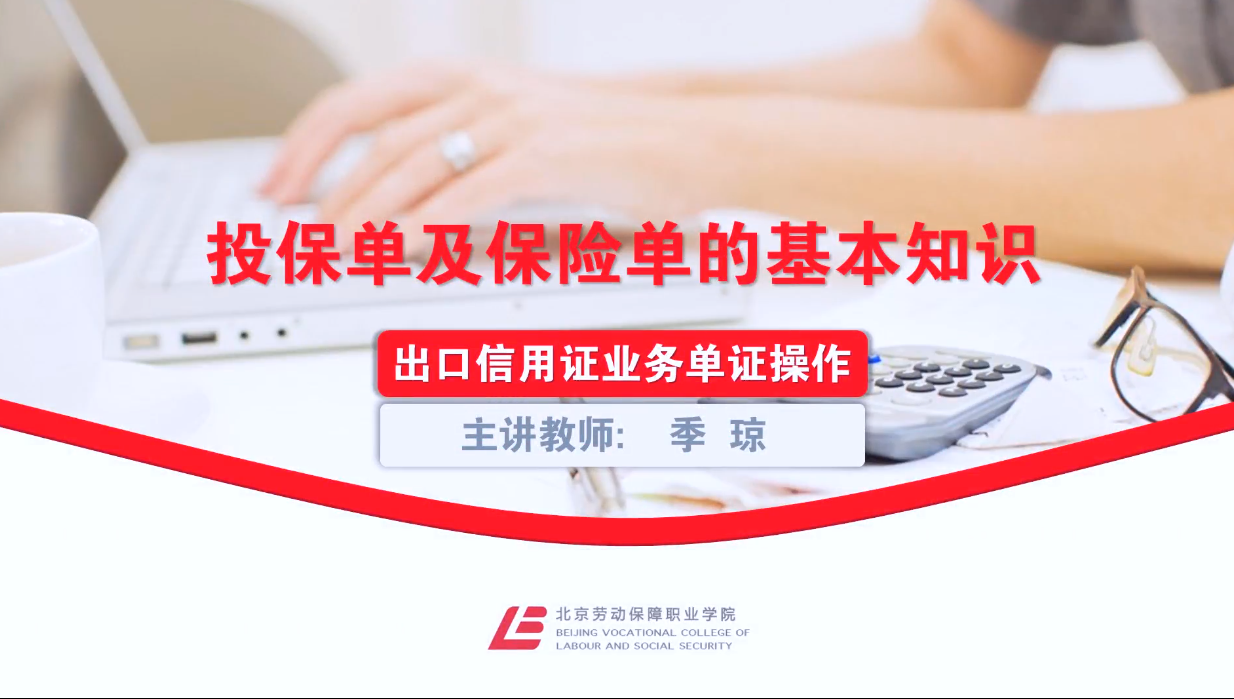 投保单及保险单的基本知识
出口信用证业务单证操作
主讲教师: 季 琼
北京劳动保障职业学院
BEIJING VOCATIONAL COLLEGE OF
LABOUR AND SOCIAL SECURITY